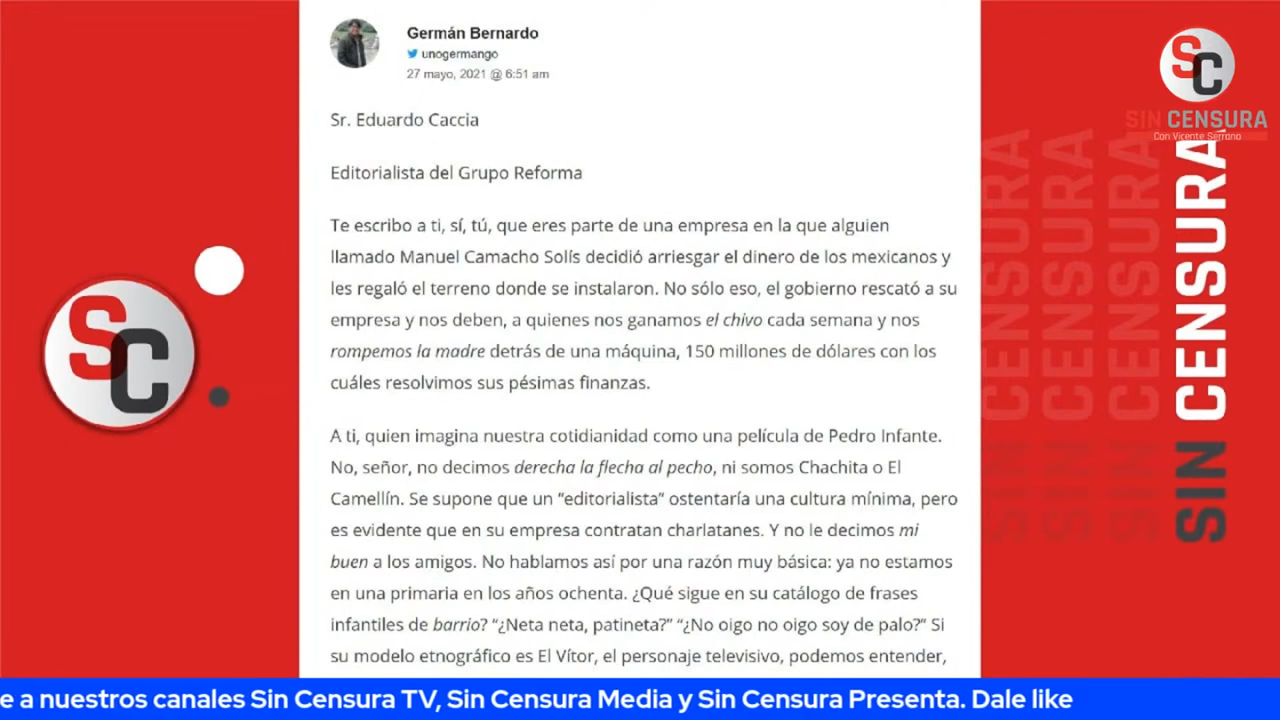 Germán Bernardo
unogermango
27 mayo, 2021 @ 6:51 am
Sr. Eduardo Caccia
Editorialista del Grupo Reforma
Te escribo a ti, sí, tú, que eres parte de una empresa en la que alguien
llamado Manuel Camacho Solís decidió arriesgar el dinero de los mexicanos y
les regaló el terreno donde se instalaron. No sólo eso, el gobierno rescató a su
empresa y nos deben, a quienes nos ganamos el chivo cada semana y nos
rompemos la madre detrás de una máquina, 150 millones de dólares con los
cuáles resolvimos sus pésimas finanzas.
A ti, quien imagina nuestra cotidianidad como una película de Pedro Infante.
No, señor, no decimos derecha la flecha al pecho, ni somos Chachita o El
Camellín. Se supone que un “editorialista” ostentaría una cultura mínima, pero
es evidente que en su empresa contratan charlatanes. Y no le decimos mi
buen a los amigos. No hablamos así por una razón muy básica: ya no estamos
en una primaria en los años ochenta. ¿Qué sigue en su catálogo de frases
infantiles de barrio? “¿Neta neta, patineta?” “¿No oigo no oigo soy de palo?” Si
su modelo etnográfico es El Vítor, el personaje televisivo, podemos entender,
SC
SC
SIN CENSURA
Con Vicente Serrano
SIN CENSURA
SIN CENSURA
SIN CENSURA
SIN CENSURA
e a nuestros canales Sin Censura TV, Sin Censura Media y Sin Censura Presenta. Dale like